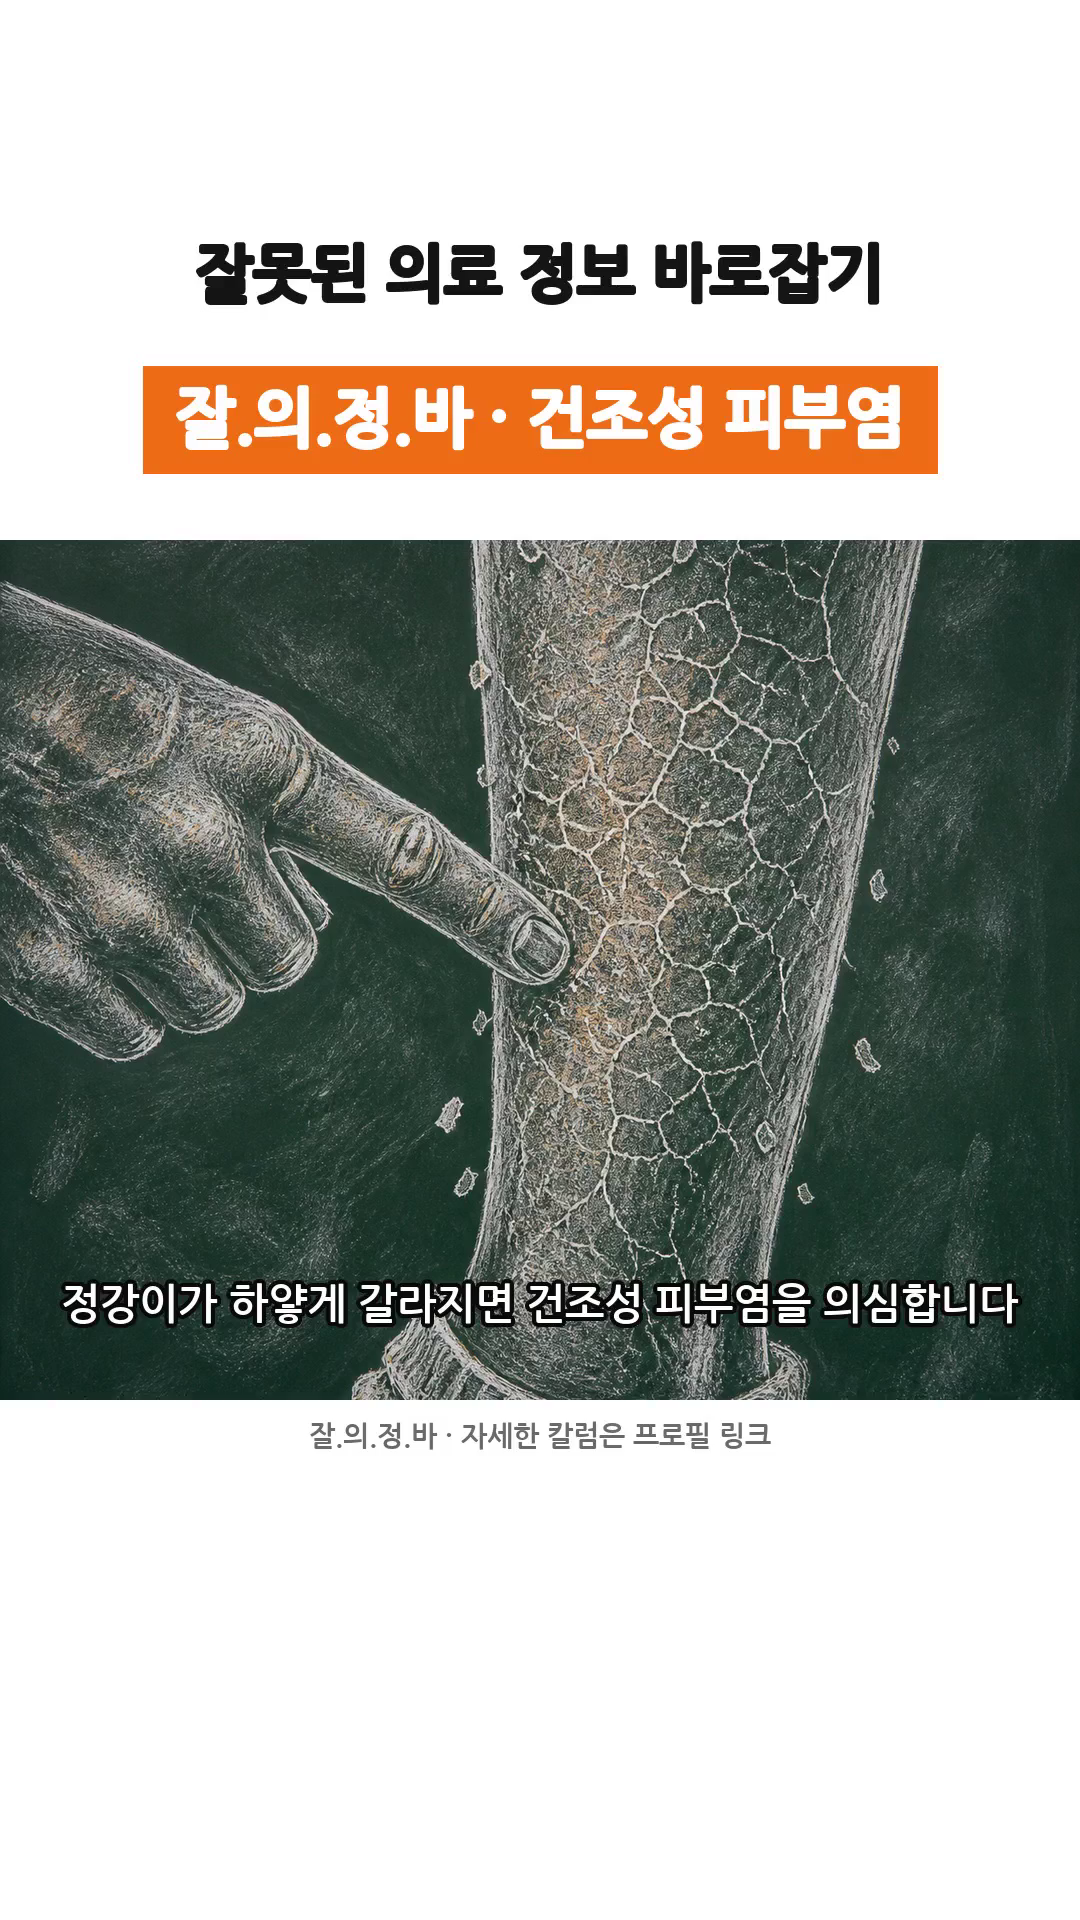 잘못된 의료 정보 바로잡기
잘.의.정.바 · 건조성 피부염
정강이가 하얗게 갈라지면 건조성 피부염을 의심합니다
잘.의.정.바 · 자세한 칼럼은 프로필 링크